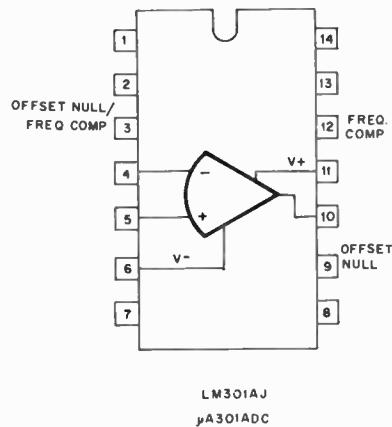 1
14
2
13
OFFSET NULL/
FREQ COMP
3
12
FREQ.
COMP
4
−
V+
11
5
+
10
6
V−
9
OFFSET
NULL
7
8
LM301AJ
µA301ADC